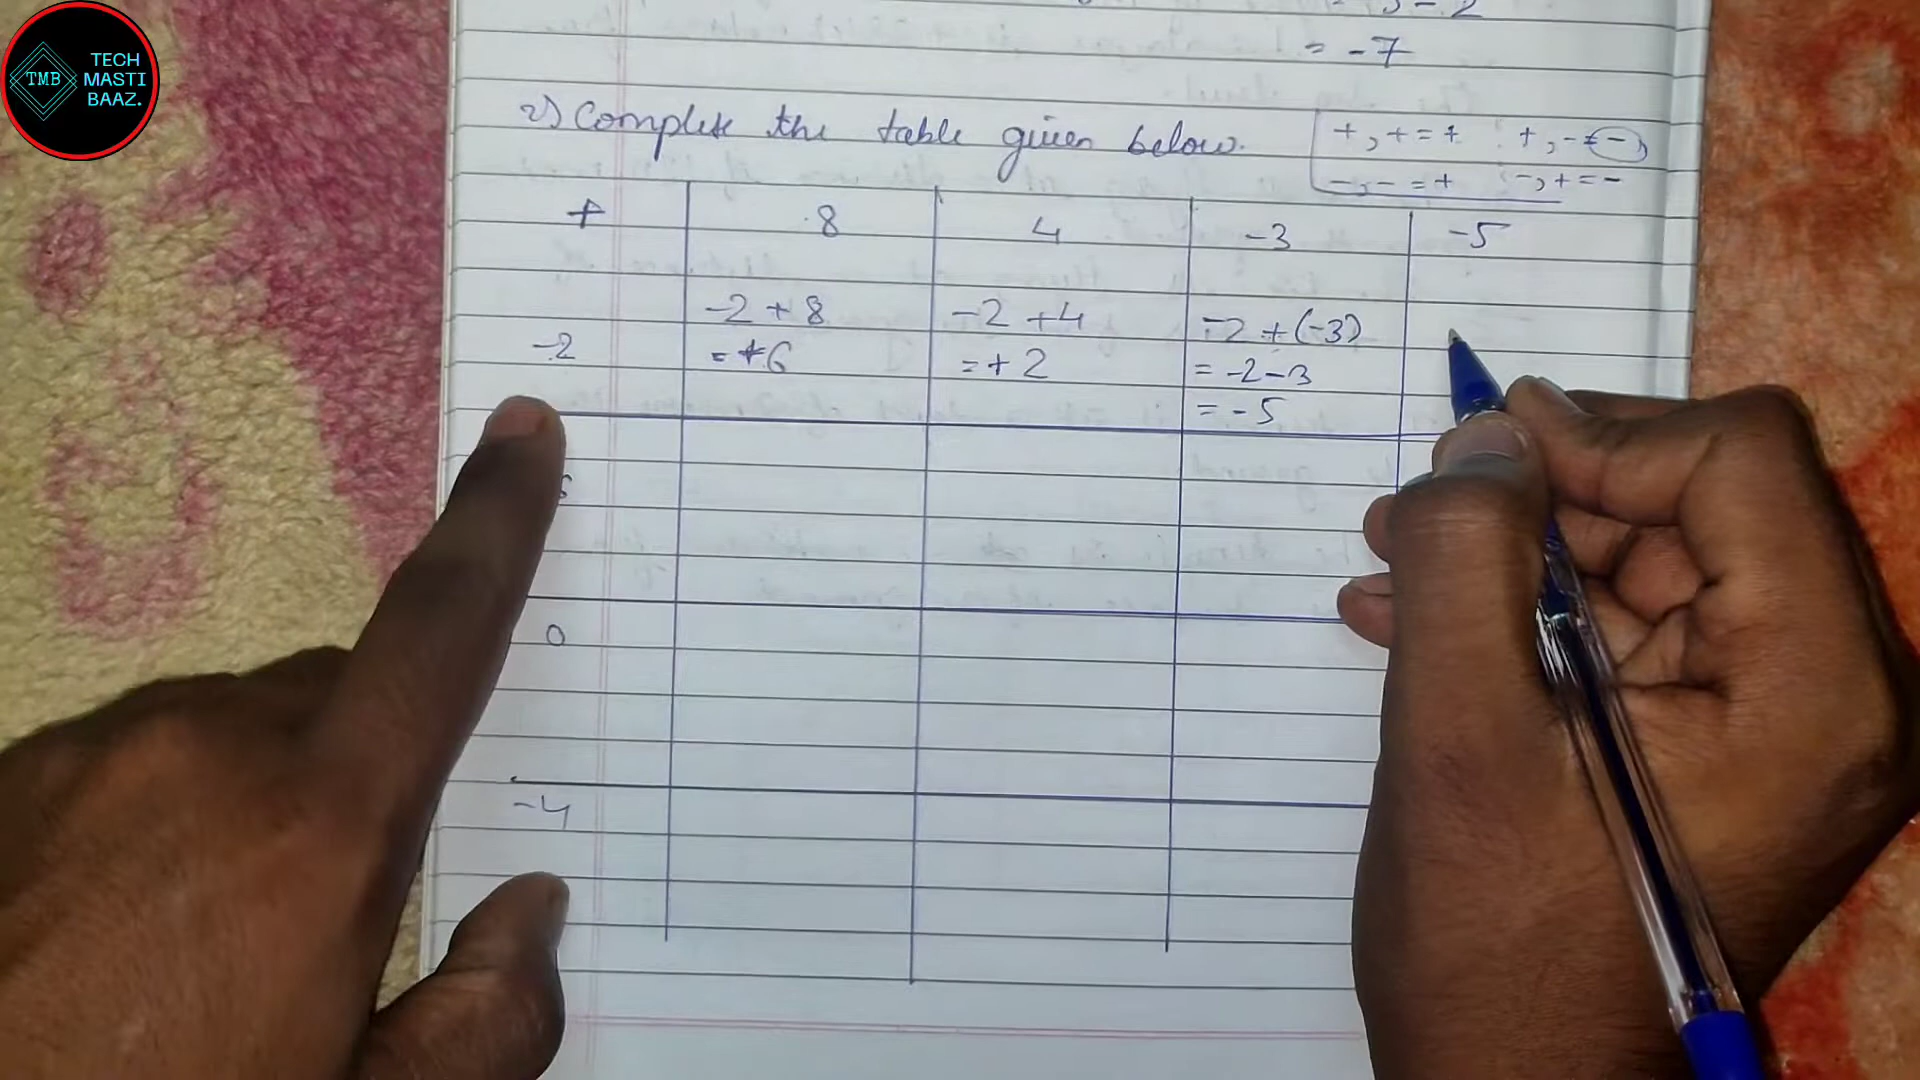 TECH
MASTI
BAAZ.
TMB
= -7
2) Complete the table given below.
+, + = +  +, - = -
-, - = +  -, + = -
+ 8 4 -3 -5
-2 + 8 -2 + 4 -2 + (-3)
-2 = +6 = + 2 = -2 - 3
= -5
0
-4